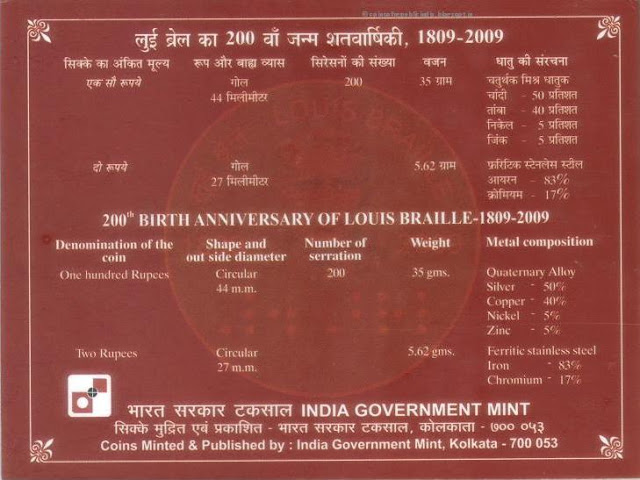 लुई ब्रेल का 200 वाँ जन्म शतवार्षिकी, 1809-2009
सिक्के का अंकित मूल्य रूप और बाह्य व्यास सिरेसनों की संख्या वजन धातु की संरचना
एक सौ रूपये गोल 200 35 ग्राम चतुर्थक मिश्र धातुक
44 मिलीमीटर चांदी - 50 प्रतिशत
तांबा - 40 प्रतिशत
निकैल - 5 प्रतिशत
जिंक - 5 प्रतिशत
दो रूपये गोल 5.62 ग्राम फ़रिटिक स्टेनलेस स्टील
27 मिलीमीटर आयरन - 83%
क्रोमियम - 17%
200th BIRTH ANNIVERSARY OF LOUIS BRAILLE-1809-2009
Denomination of the Shape and Number of Weight Metal composition
coin out side diameter serration
One hundred Rupees Circular 200 35 gms. Quaternary Alloy
44 m.m. Silver - 50%
Copper - 40%
Nickel - 5%
Zinc - 5%
Two Rupees Circular 5.62 gms. Ferritic stainless steel
27 m.m. Iron - 83%
Chromium - 17%
भारत सरकार टकसाल INDIA GOVERNMENT MINT
सिक्के मुद्रित एवं प्रकाशित - भारत सरकार टकसाल, कोलकाता - ७०० ०५३
Coins Minted & Published by : India Government Mint, Kolkata - 700 053